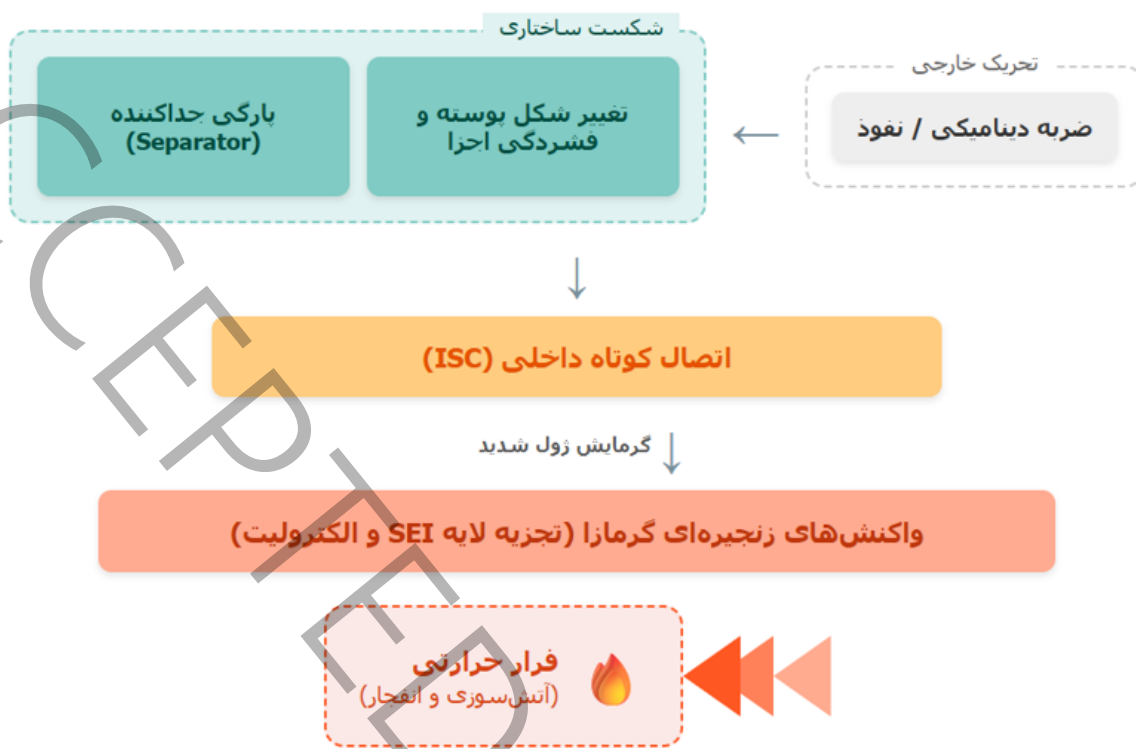 شکست ساختاری
تحریک خارجی
ضربه دینامیکی / نفوذ
تغییر شکل پوسته و
فشردگی اجزا
پارگی جداکننده
(Separator)
اتصال کوتاه داخلی (ISC)
گرمایش ژول شدید
واکنش‌های زنجیره‌ای گرمازا (تجزیه لایه SEI و الکترولیت)
فرار حرارتی
(آتش‌سوزی و انفجار)
CCEPTED